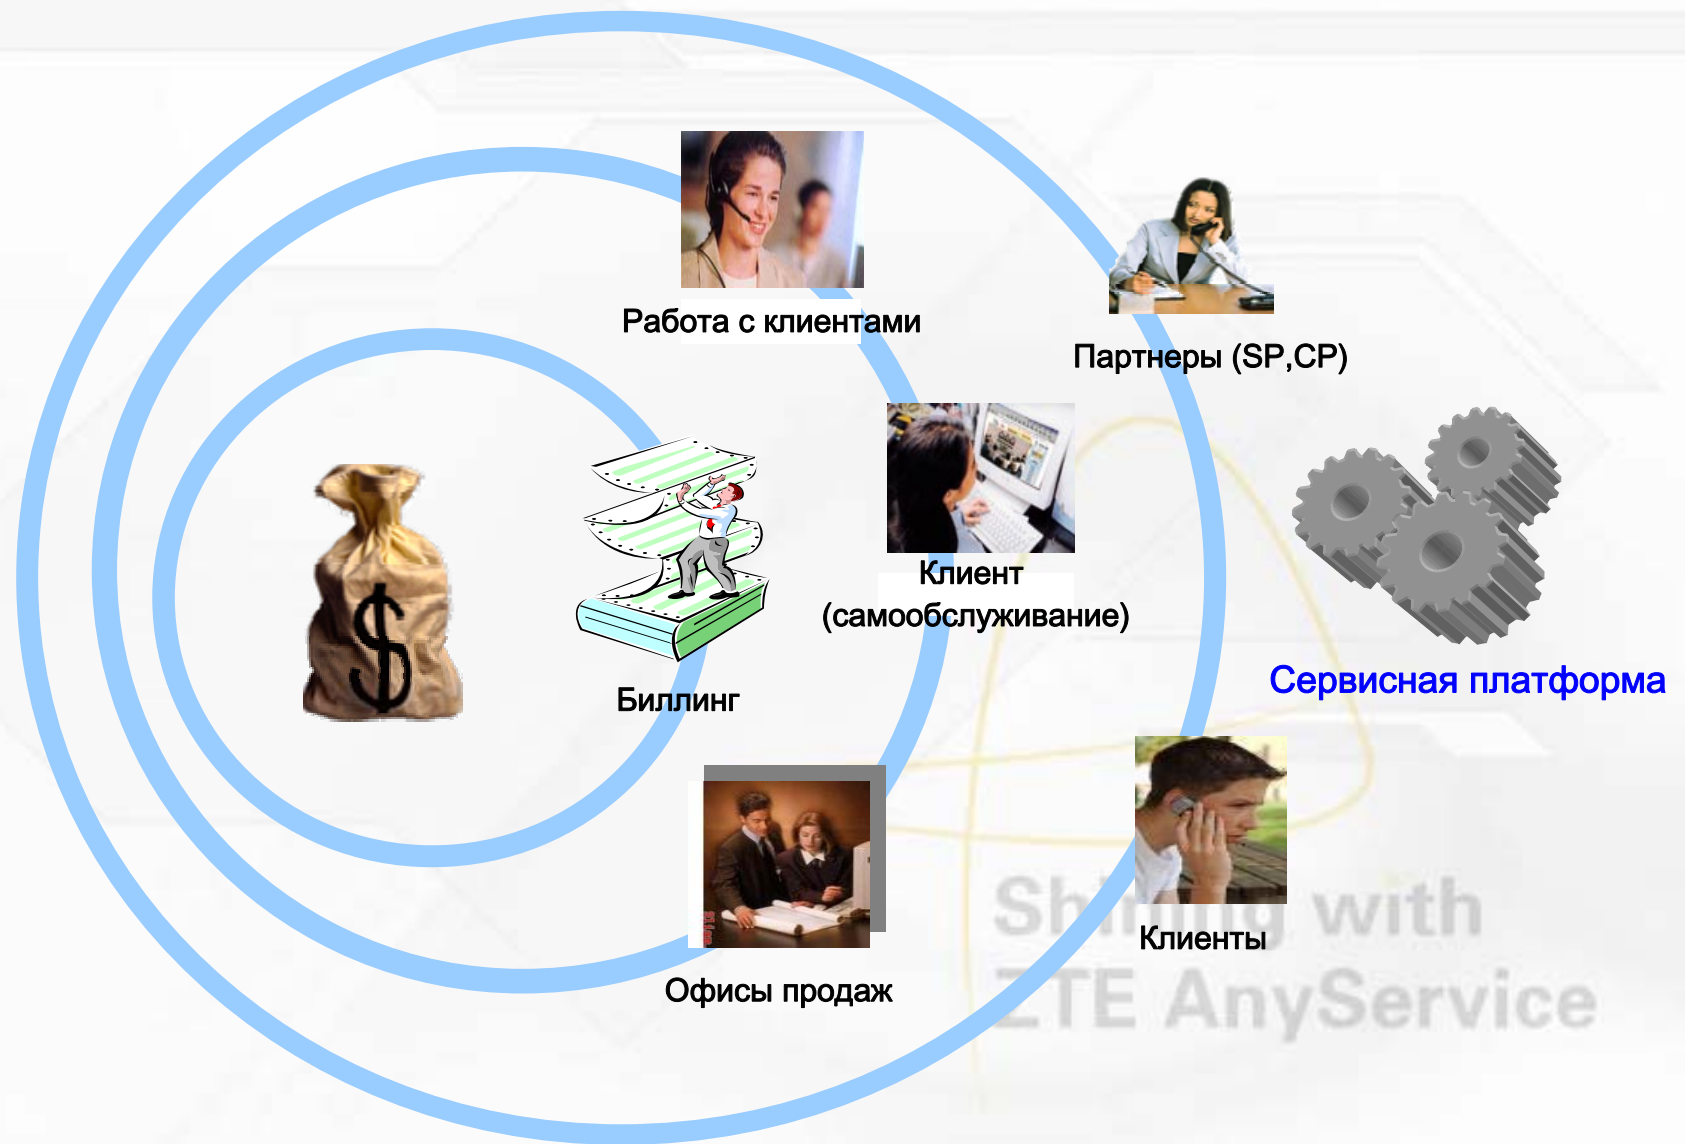 Работа с клиентами
Партнеры (SP,CP)
Клиент
(самообслуживание)
Сервисная платформа
Биллинг
$
Клиенты
Офисы продаж
Shining with
ZTE AnyService